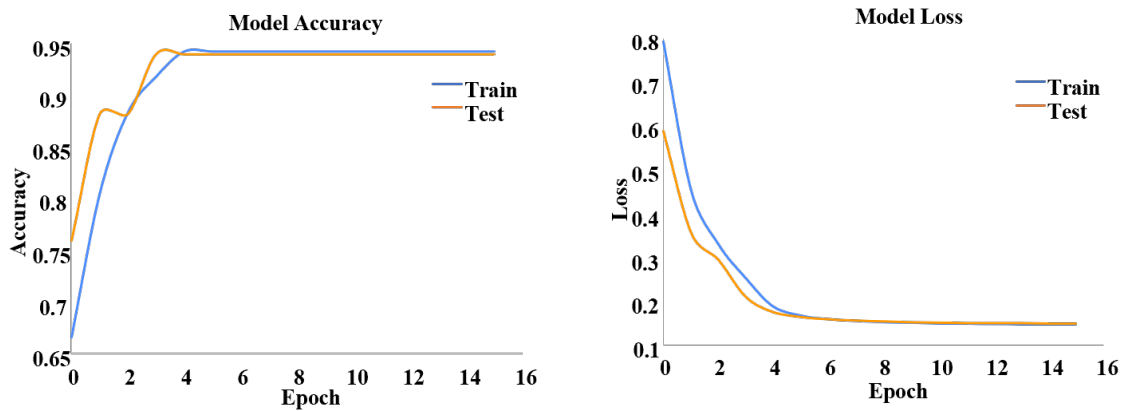 Model Accuracy
0.95
0.9
0.85
0.8
0.75
0.7
0.65
Accuracy
0 2 4 6 8 10 12 14 16
Epoch
Train
Test
Model Loss
0.8
0.7
0.6
0.5
0.4
0.3
0.2
0.1
Loss
0 2 4 6 8 10 12 14 16
Epoch
Train
Test